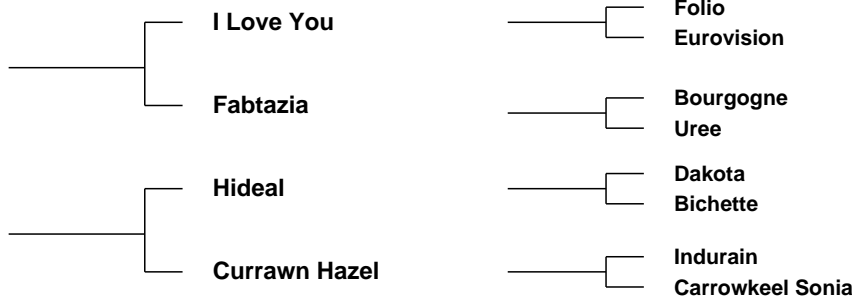 I Love You
Folio
Eurovision
Fabtazia
Bourgogne
Uree
Hideal
Dakota
Bichette
Currawn Hazel
Indurain
Carrowkeel Sonia